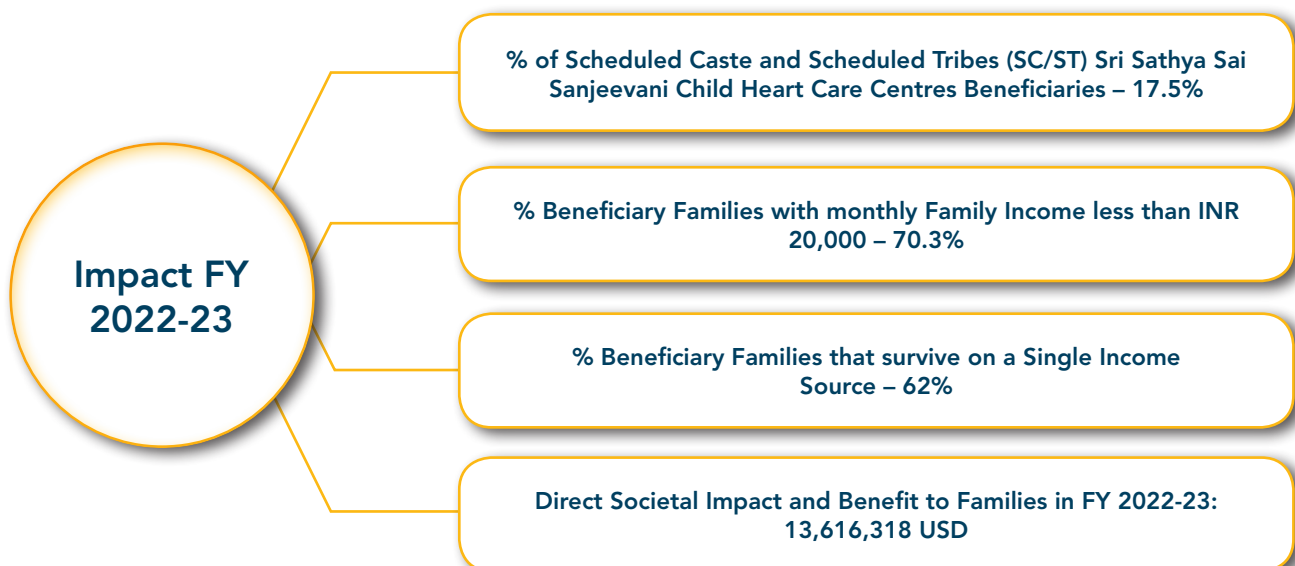 Impact FY
2022-23
% of Scheduled Caste and Scheduled Tribes (SC/ST) Sri Sathya Sai
Sanjeevani Child Heart Care Centres Beneficiaries – 17.5%
% Beneficiary Families with monthly Family Income less than INR
20,000 – 70.3%
% Beneficiary Families that survive on a Single Income
Source – 62%
Direct Societal Impact and Benefit to Families in FY 2022-23:
13,616,318 USD